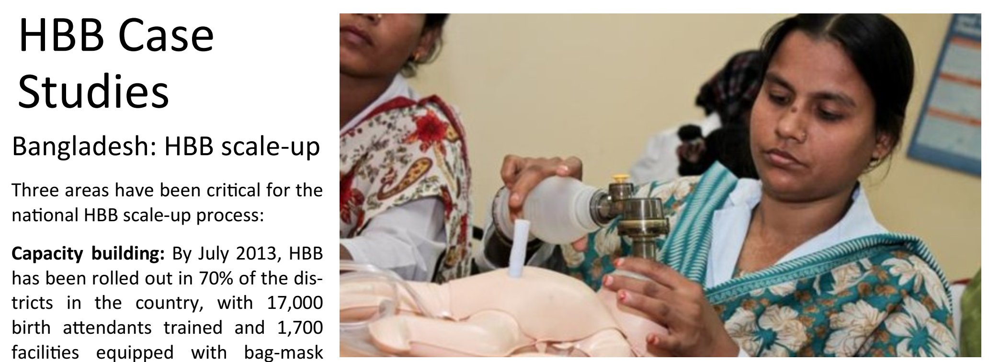 HBB Case
Studies
Bangladesh: HBB scale-up
Three areas have been critical for the
national HBB scale-up process:
Capacity building: By July 2013, HBB
has been rolled out in 70% of the dis-
tricts in the country, with 17,000
birth attendants trained and 1,700
facilities equipped with bag-mask